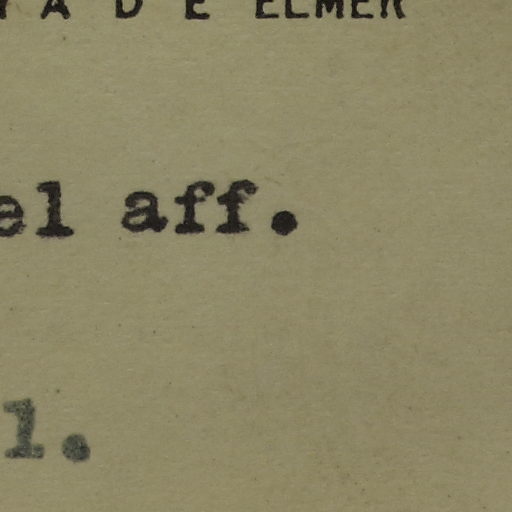 Y A D E ELMER
el aff.
l.